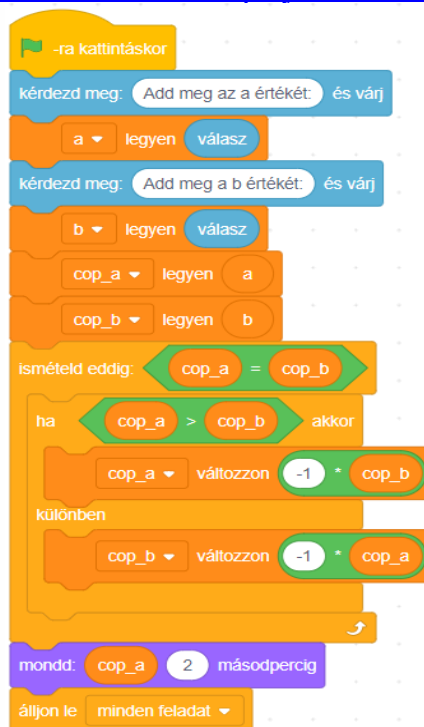 -ra kattintáskor
kérdezd meg: Add meg az a értékét: és várj
a legyen válasz
kérdezd meg: Add meg a b értékét: és várj
b legyen válasz
cop_a legyen a
cop_b legyen b
ismételd eddig: cop_a = cop_b
ha cop_a > cop_b akkor
cop_a változzon -1 * cop_b
különben
cop_b változzon -1 * cop_a
mondd: cop_a 2 másodpercig
álljon le minden feladat